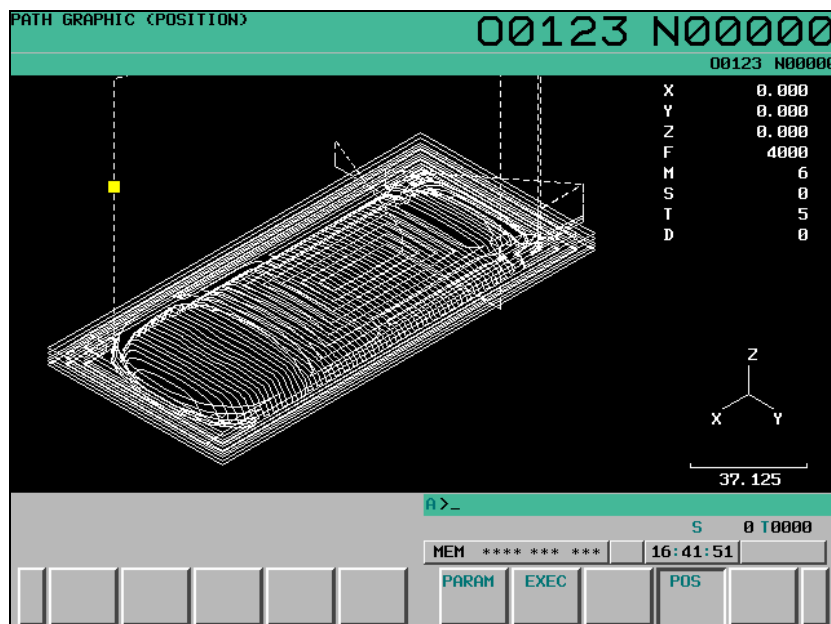 PATH GRAPHIC (POSITION)
O0123 N00000
O0123 N00000
X 0.000
Y 0.000
Z 0.000
F 4000
M 6
S 0
T 5
D 0
Z
X Y
37.125
A>_
S 0 T0000
MEM **** *** *** 16:41:51
PARAM EXEC POS